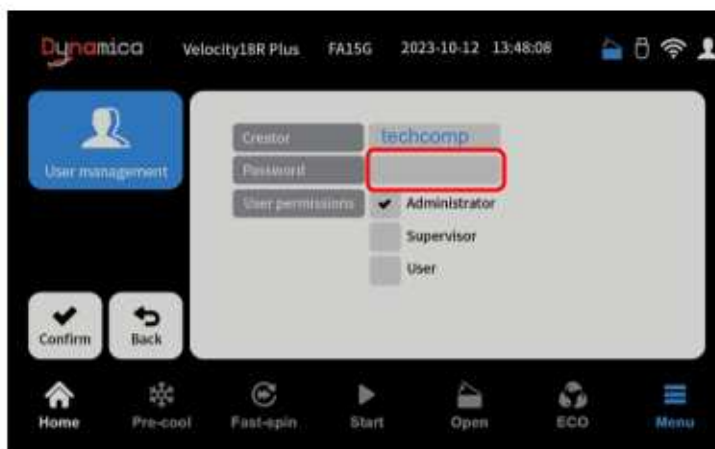 Dynamica Velocity18R Plus FA15G 2023-10-12 13:48:08
User management
Creator techcomp
Password
User permissions Administrator
Supervisor
User
Confirm Back
Home Pre-cool Fast-spin Start Open ECO Menu